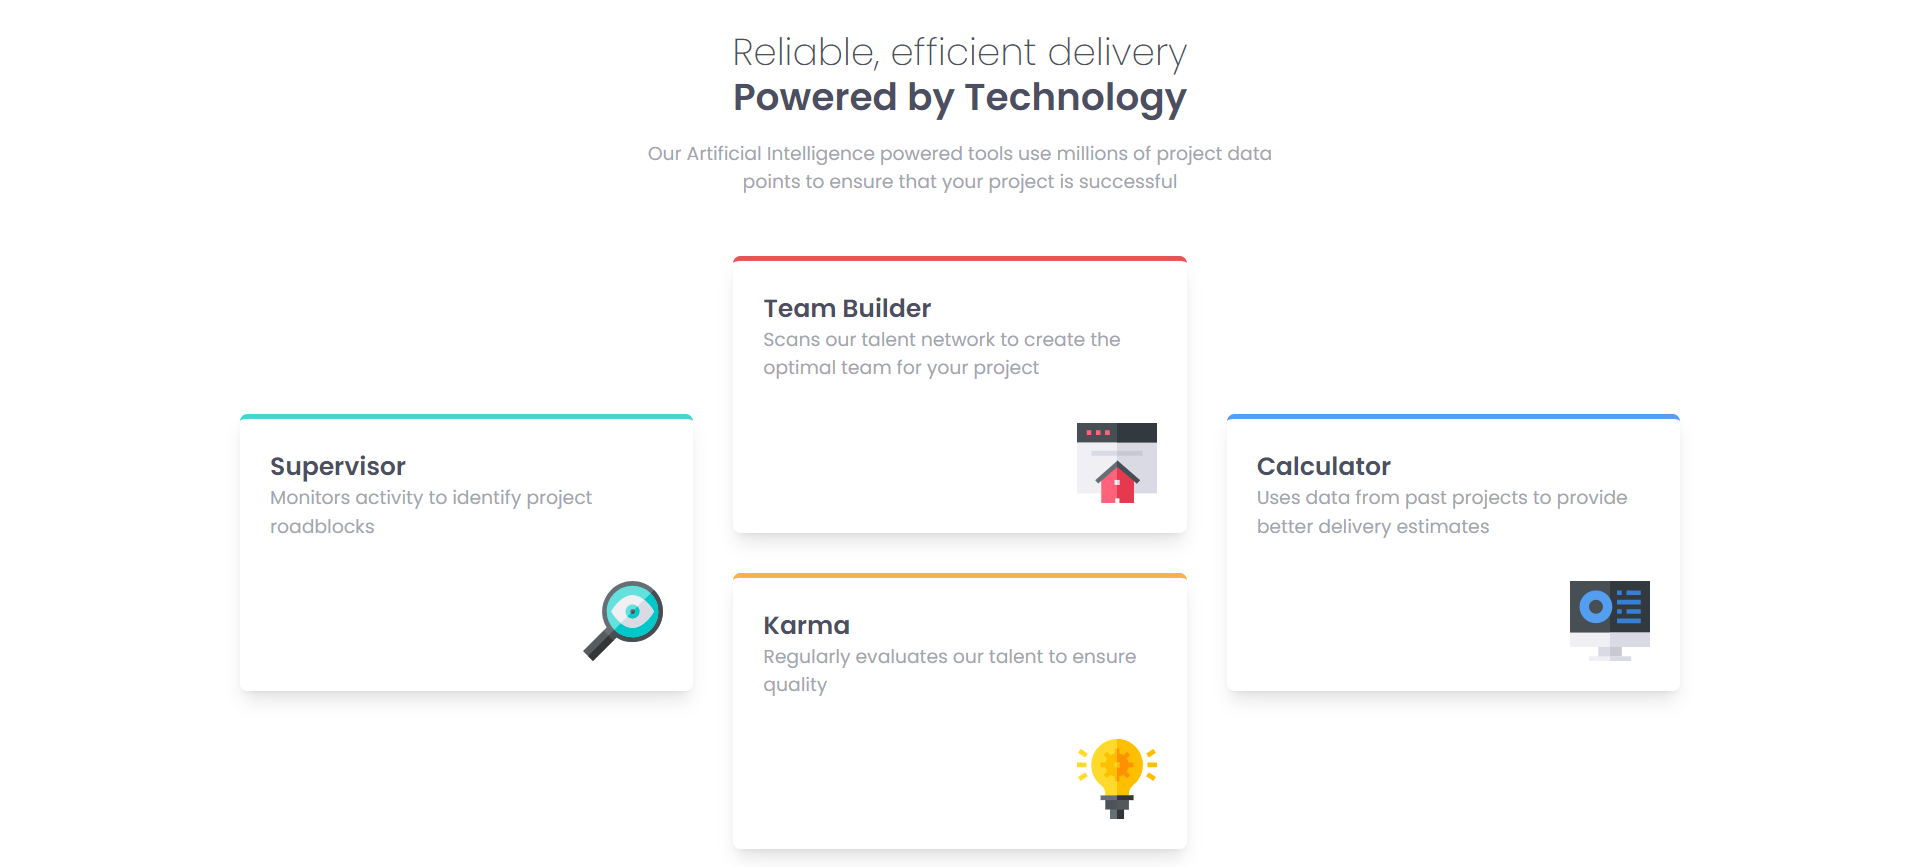 Reliable, efficient delivery
Powered by Technology
Our Artificial Intelligence powered tools use millions of project data
points to ensure that your project is successful
Team Builder
Scans our talent network to create the
optimal team for your project
Supervisor
Monitors activity to identify project
roadblocks
Calculator
Uses data from past projects to provide
better delivery estimates
Karma
Regularly evaluates our talent to ensure
quality